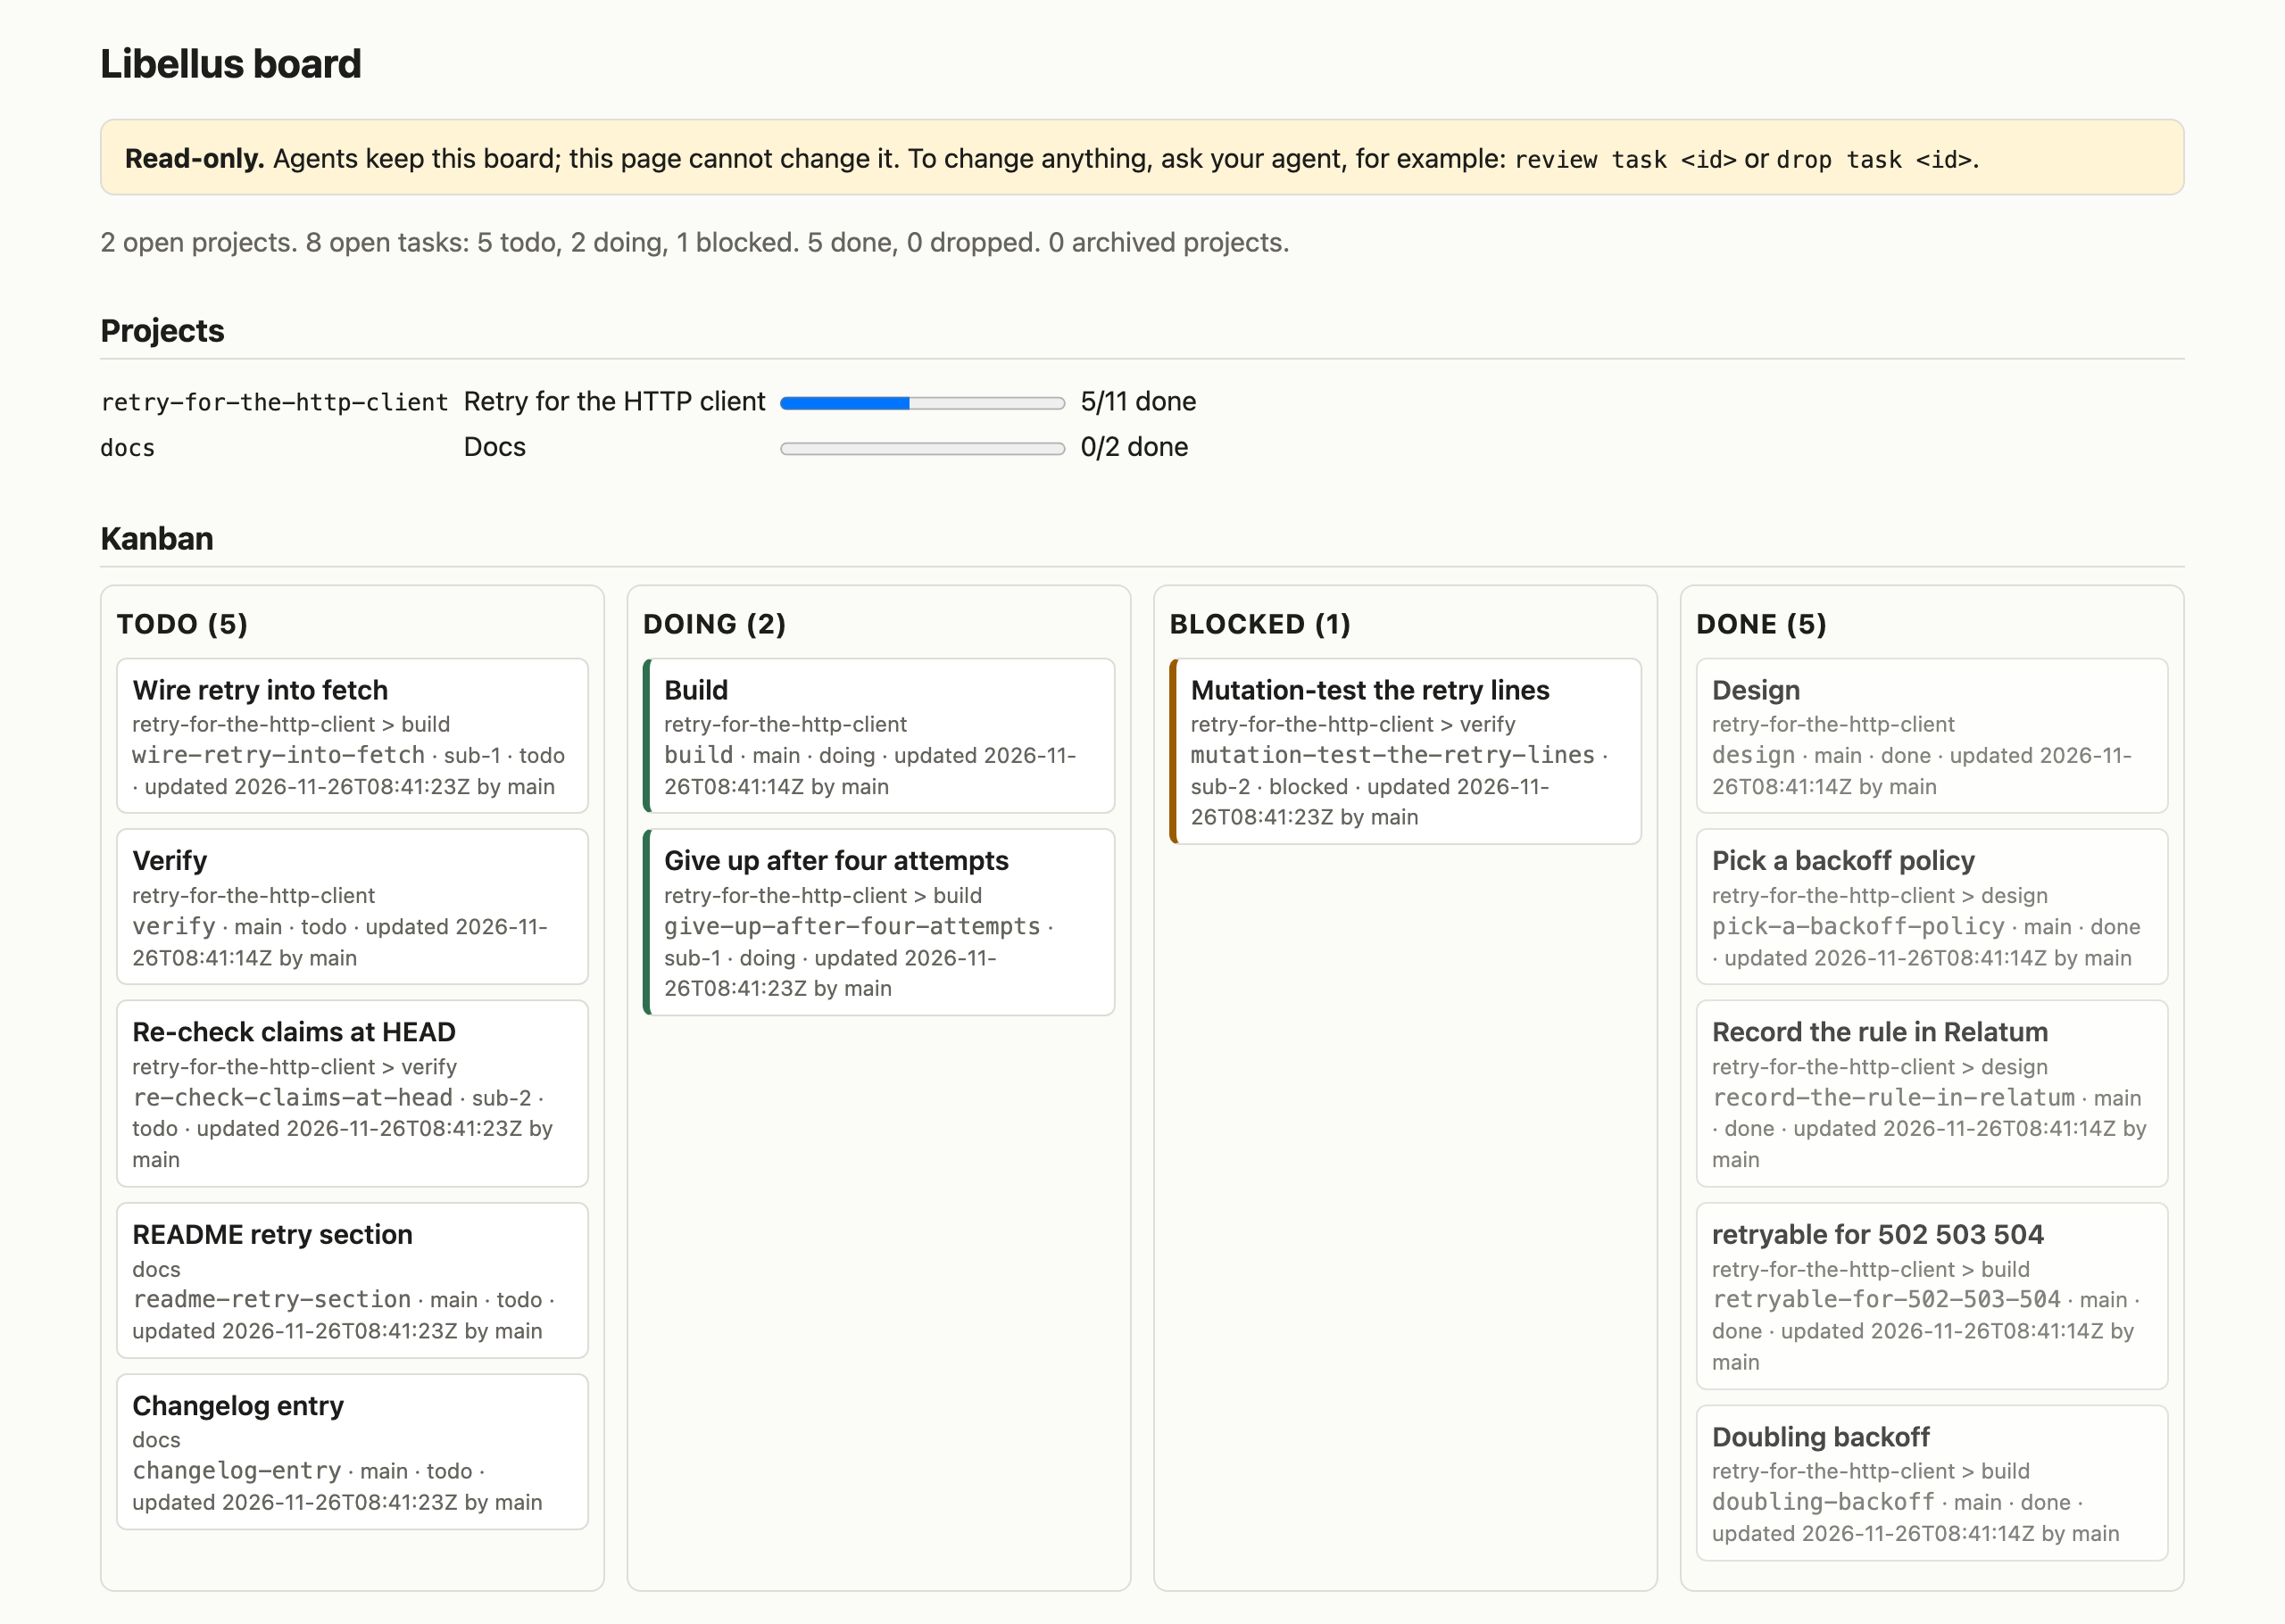 Libellus board
Read-only. Agents keep this board; this page cannot change it. To change anything, ask your agent, for example: review task <id> or drop task <id>.
2 open projects. 8 open tasks: 5 todo, 2 doing, 1 blocked. 5 done, 0 dropped. 0 archived projects.
Projects
retry-for-the-http-client Retry for the HTTP client 5/11 done
docs Docs 0/2 done
Kanban
TODO (5)
Wire retry into fetch
retry-for-the-http-client > build
wire-retry-into-fetch · sub-1 · todo
· updated 2026-11-26T08:41:23Z by main
Verify
retry-for-the-http-client
verify · main · todo · updated 2026-11-
26T08:41:14Z by main
Re-check claims at HEAD
retry-for-the-http-client > verify
re-check-claims-at-head · sub-2 ·
todo · updated 2026-11-26T08:41:23Z by
main
README retry section
docs
readme-retry-section · main · todo ·
updated 2026-11-26T08:41:23Z by main
Changelog entry
docs
changelog-entry · main · todo ·
updated 2026-11-26T08:41:23Z by main
DOING (2)
Build
retry-for-the-http-client
build · main · doing · updated 2026-11-
26T08:41:14Z by main
Give up after four attempts
retry-for-the-http-client > build
give-up-after-four-attempts ·
sub-1 · doing · updated 2026-11-
26T08:41:23Z by main
BLOCKED (1)
Mutation-test the retry lines
retry-for-the-http-client > verify
mutation-test-the-retry-lines ·
sub-2 · blocked · updated 2026-11-
26T08:41:23Z by main
DONE (5)
Design
retry-for-the-http-client
design · main · done · updated 2026-11-
26T08:41:14Z by main
Pick a backoff policy
retry-for-the-http-client > design
pick-a-backoff-policy · main · done
· updated 2026-11-26T08:41:14Z by main
Record the rule in Relatum
retry-for-the-http-client > design
record-the-rule-in-relatum · main
· done · updated 2026-11-26T08:41:14Z by
main
retryable for 502 503 504
retry-for-the-http-client > build
retryable-for-502-503-504 · main ·
done · updated 2026-11-26T08:41:14Z by
main
Doubling backoff
retry-for-the-http-client > build
doubling-backoff · main · done ·
updated 2026-11-26T08:41:14Z by main